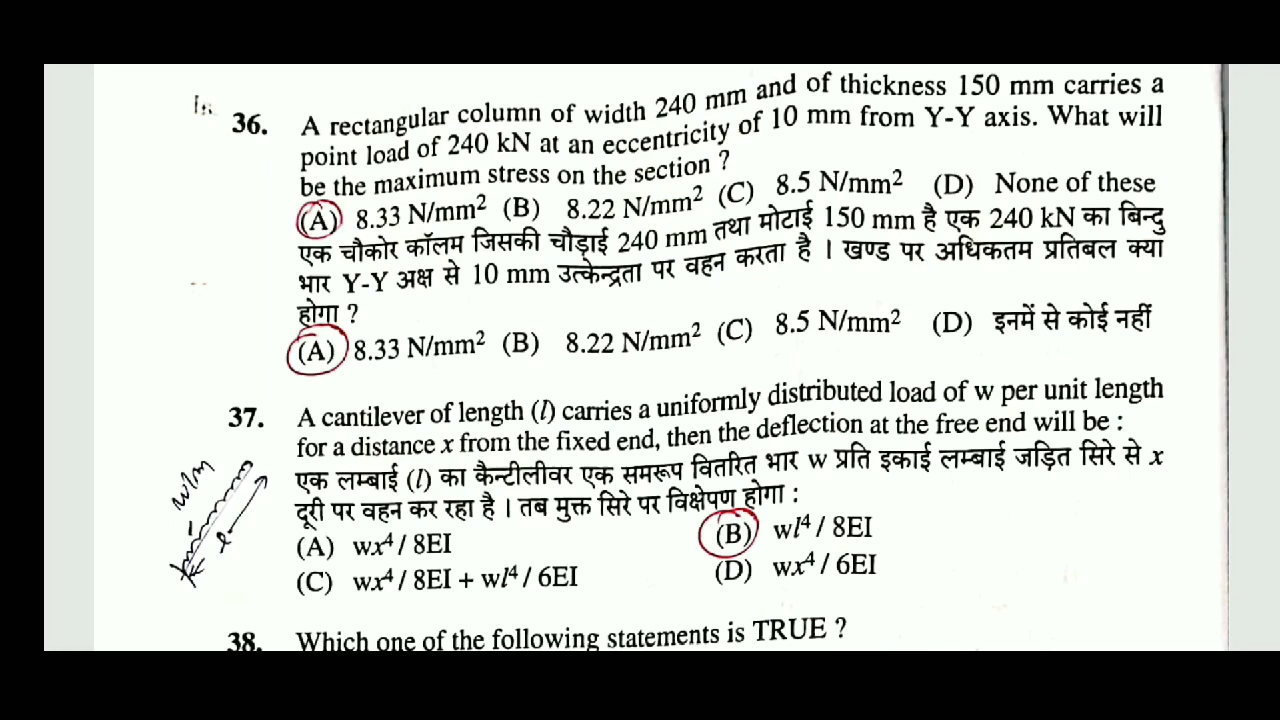 36. A rectangular column of width 240 mm and of thickness 150 mm carries a
point load of 240 kN at an eccentricity of 10 mm from Y-Y axis. What will
be the maximum stress on the section ?
(A) 8.33 N/mm² (B) 8.22 N/mm² (C) 8.5 N/mm² (D) None of these
एक चौकोर कॉलम जिसकी चौड़ाई 240 mm तथा मोटाई 150 mm है एक 240 kN का बिन्दु
भार Y-Y अक्ष से 10 mm उत्केन्द्रता पर वहन करता है । खण्ड पर अधिकतम प्रतिबल क्या
होगा ?
(A) 8.33 N/mm² (B) 8.22 N/mm² (C) 8.5 N/mm² (D) इनमें से कोई नहीं
37. A cantilever of length (l) carries a uniformly distributed load of w per unit length
for a distance x from the fixed end, then the deflection at the free end will be :
एक लम्बाई (l) का कैन्टीलीवर एक समरूप वितरित भार w प्रति इकाई लम्बाई जड़ित सिरे से x
दूरी पर वहन कर रहा है । तब मुक्त सिरे पर विक्षेपण होगा :
w/m
l
(A) wx⁴ / 8EI (B) wl⁴ / 8EI
(C) wx⁴ / 8EI + wl⁴ / 6EI (D) wx⁴ / 6EI
38. Which one of the following statements is TRUE ?